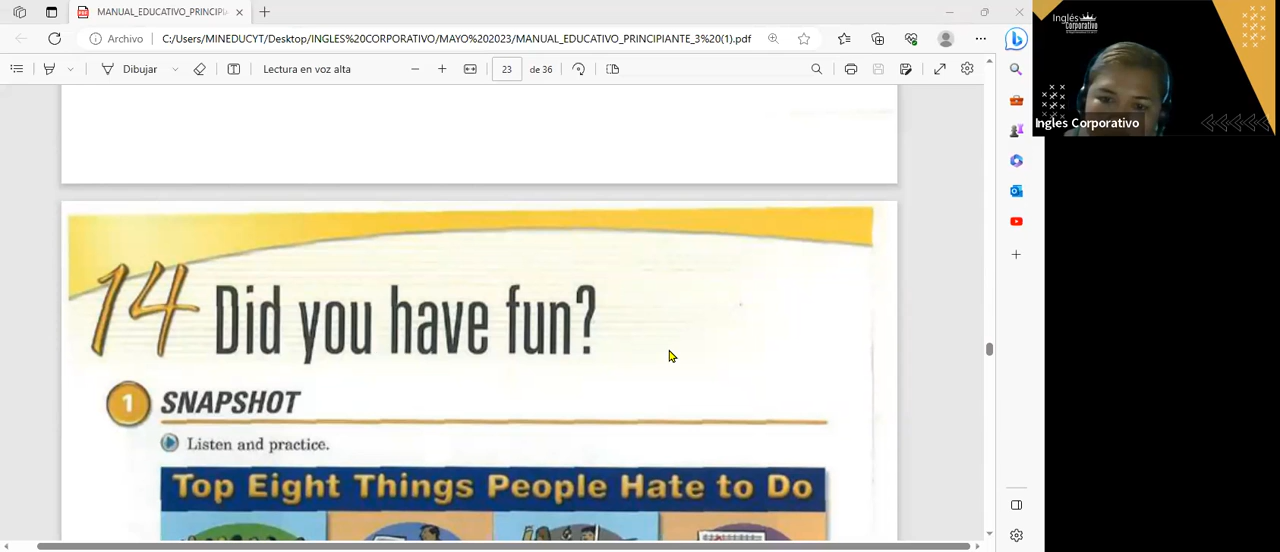 MANUAL_EDUCATIVO_PRINCIPI
Archivo
C:/Users/MINEDUCYT/Desktop/INGLES%20CORPORATIVO/MAYO%202023/MANUAL_EDUCATIVO_PRINCIPIANTE_3%20(1).pdf
Dibujar
Lectura en voz alta
23
de 36
Inglés
Corporativo
Ingles Corporativo
14 Did you have fun?
1 SNAPSHOT
Listen and practice.
Top Eight Things People Hate to Do